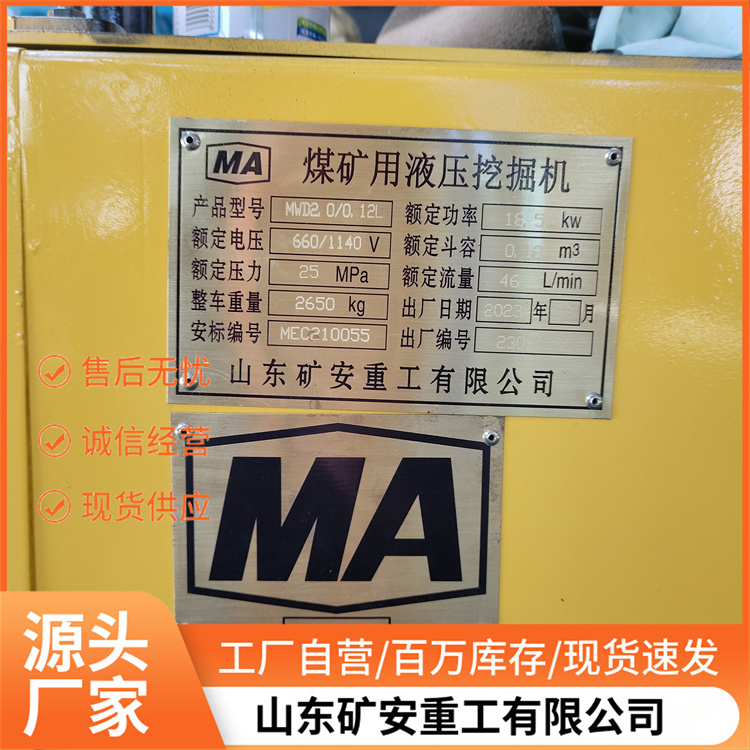 MA 煤矿用液压挖掘机
产品型号 MWD2.0/0.12L 额定功率 18.5 kw
额定电压 660/1140 V 额定斗容 0.12 m³
额定压力 25 MPa 额定流量 46 L/min
整车重量 2650 kg 出厂日期 2023 年 月
安标编号 MEC210055 出厂编号
山东矿安重工有限公司
售后无忧
诚信经营
现货供应
MA
源头
厂家
工厂自营/百万库存/现货速发
山东矿安重工有限公司